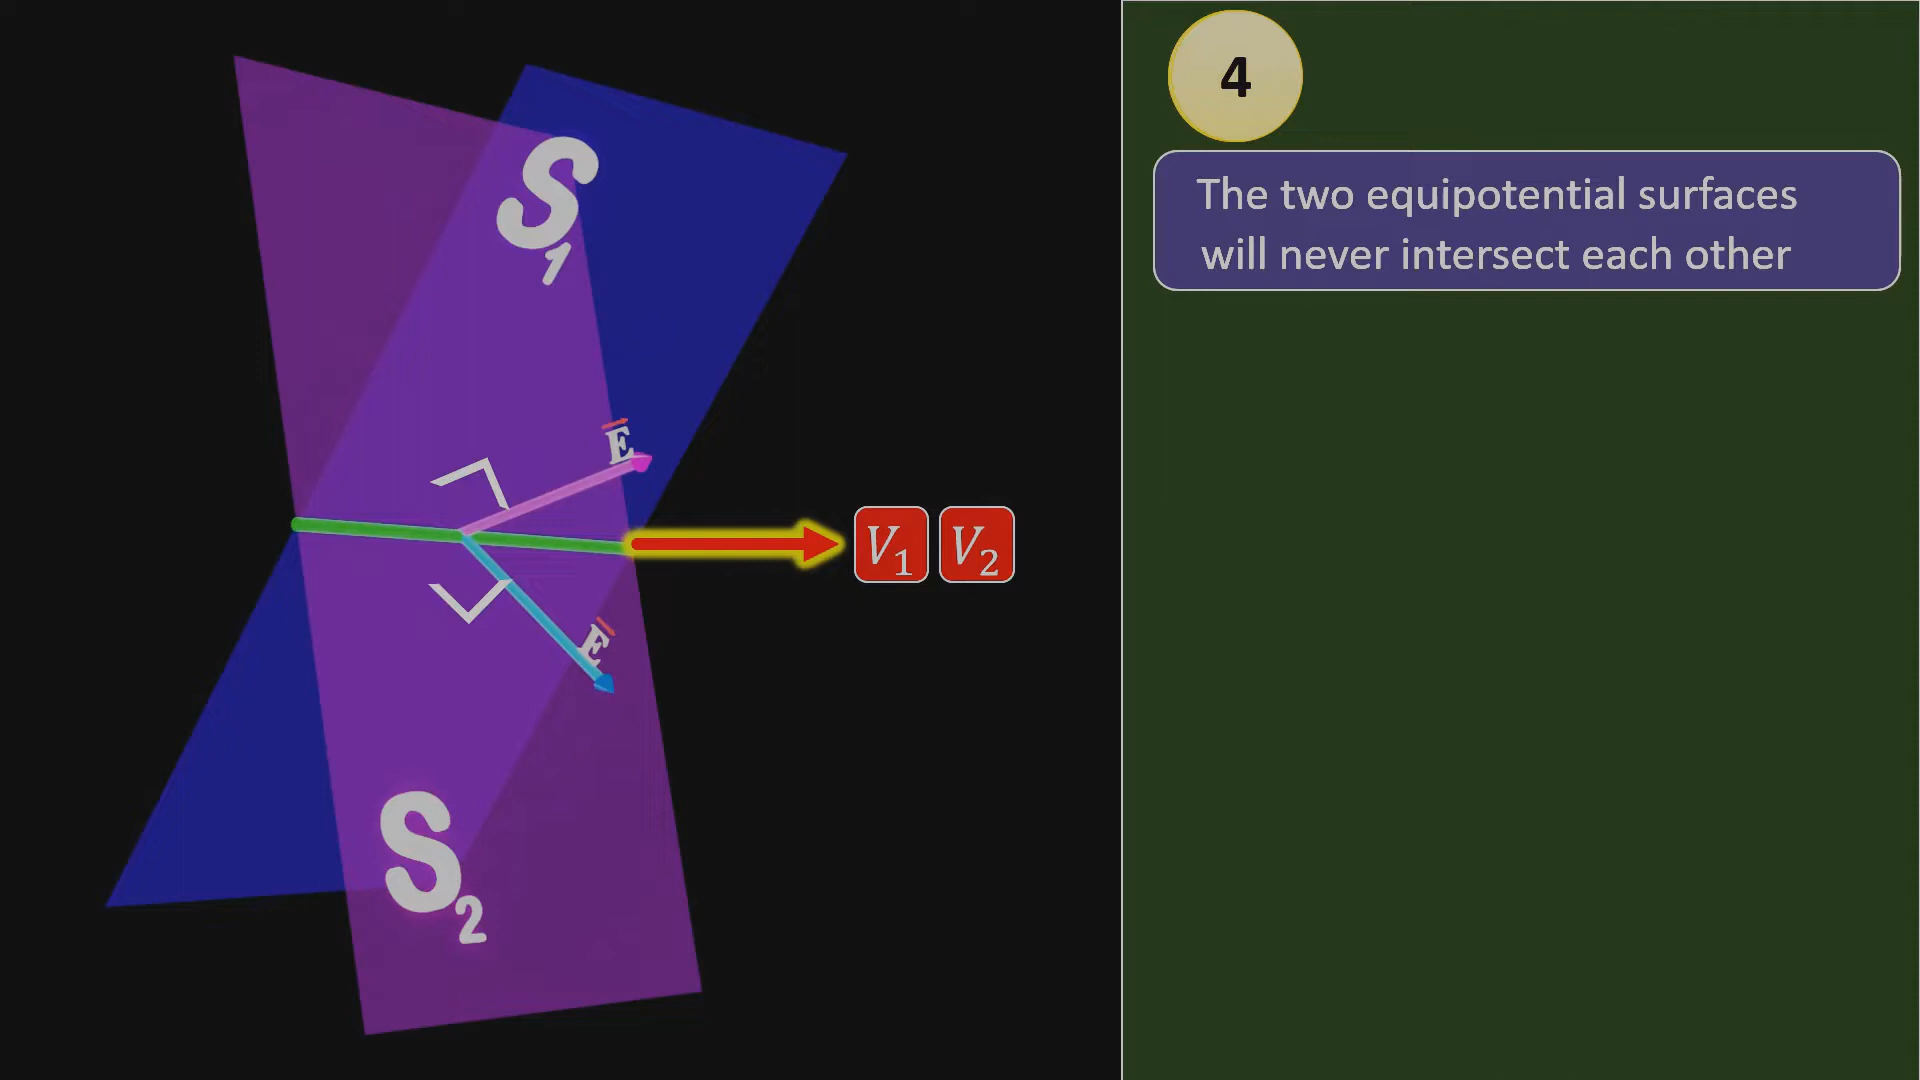 4
The two equipotential surfaces
will never intersect each other
S₁
E⃗
V₁ V₂
E⃗
S₂